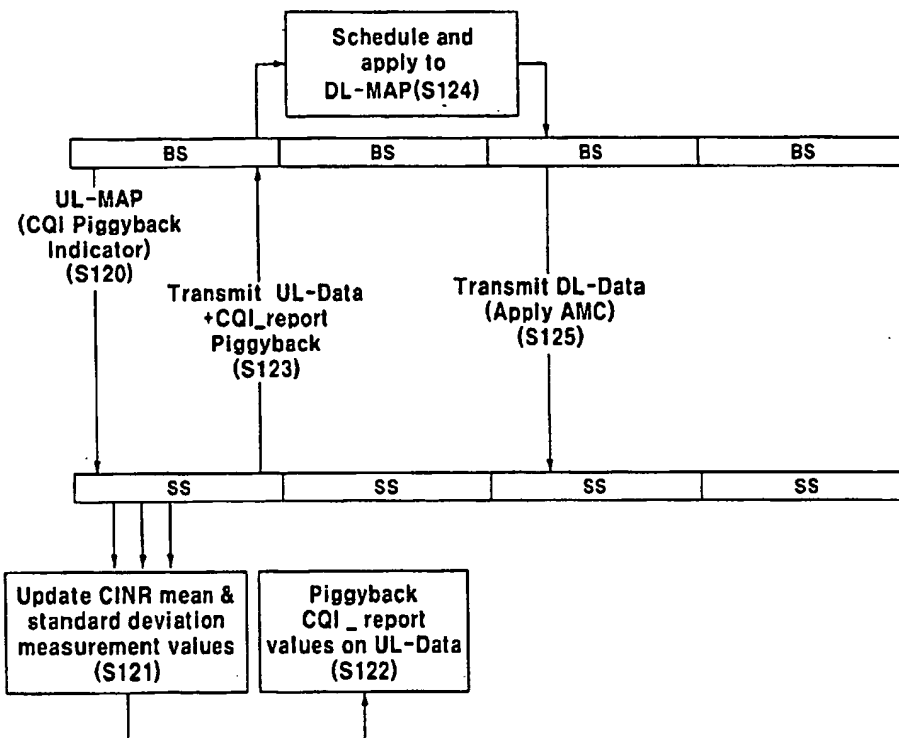 Schedule and
apply to
DL-MAP(S124)
BS BS BS BS
UL-MAP
(CQI Piggyback
Indicator)
(S120)
Transmit UL-Data
+CQI_report
Piggyback
(S123)
Transmit DL-Data
(Apply AMC)
(S125)
SS SS SS SS
Update CINR mean &
standard deviation
measurement values
(S121)
Piggyback
CQI _ report
values on UL-Data
(S122)